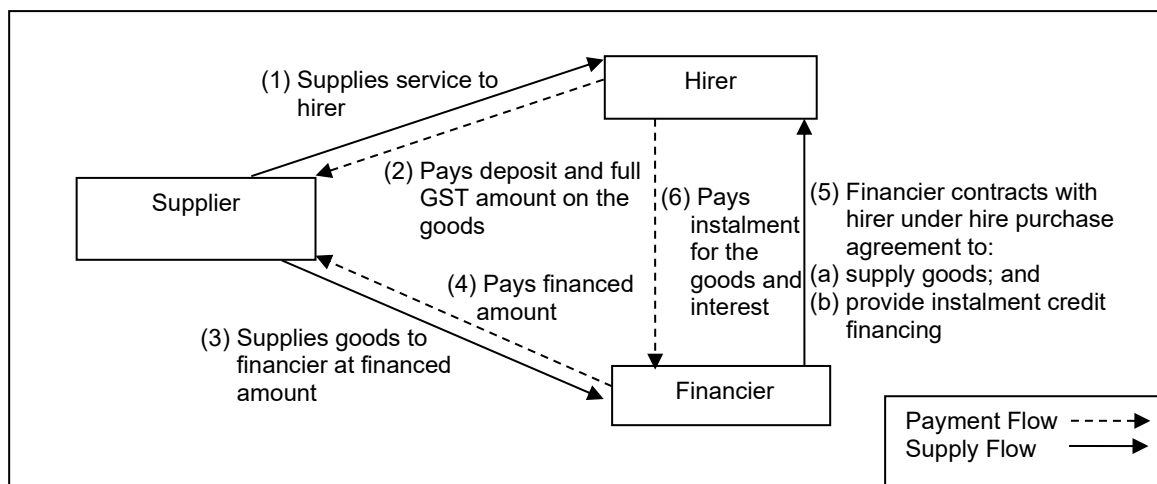 (1) Supplies service to
hirer
Hirer
Supplier
(2) Pays deposit and full
GST amount on the
goods
(6) Pays
instalment
for the
goods and
interest
(5) Financier contracts with
hirer under hire purchase
agreement to:
(a) supply goods; and
(b) provide instalment credit
financing
(4) Pays financed
amount
(3) Supplies goods to
financier at financed
amount
Financier
Payment Flow
Supply Flow